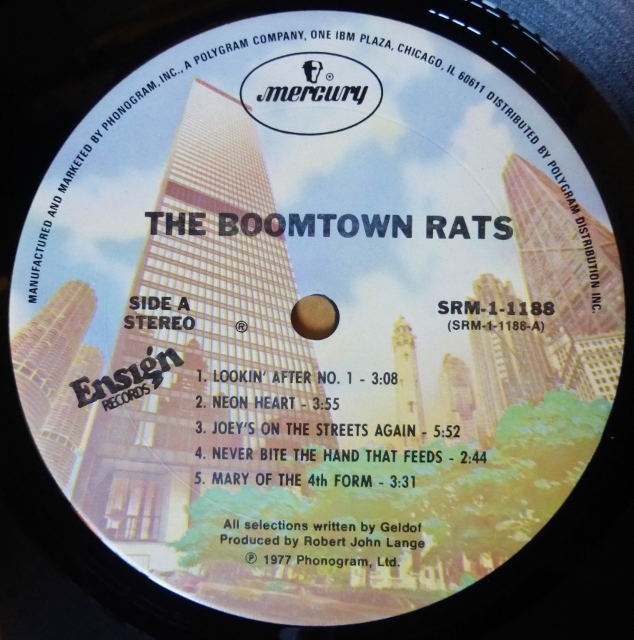 MANUFACTURED AND MARKETED BY PHONOGRAM, INC., A POLYGRAM COMPANY, ONE IBM PLAZA, CHICAGO, IL 60611 DISTRIBUTED BY POLYGRAM DISTRIBUTION INC.
mercury ®
THE BOOMTOWN RATS
SIDE A
STEREO
®
SRM-1-1188
(SRM-1-1188-A)
Ensign
RECORDS
1. LOOKIN' AFTER NO. 1 - 3:08
2. NEON HEART - 3:55
3. JOEY'S ON THE STREETS AGAIN - 5:52
4. NEVER BITE THE HAND THAT FEEDS - 2:44
5. MARY OF THE 4th FORM - 3:31
All selections written by Geldof
Produced by Robert John Lange
℗ 1977 Phonogram, Ltd.